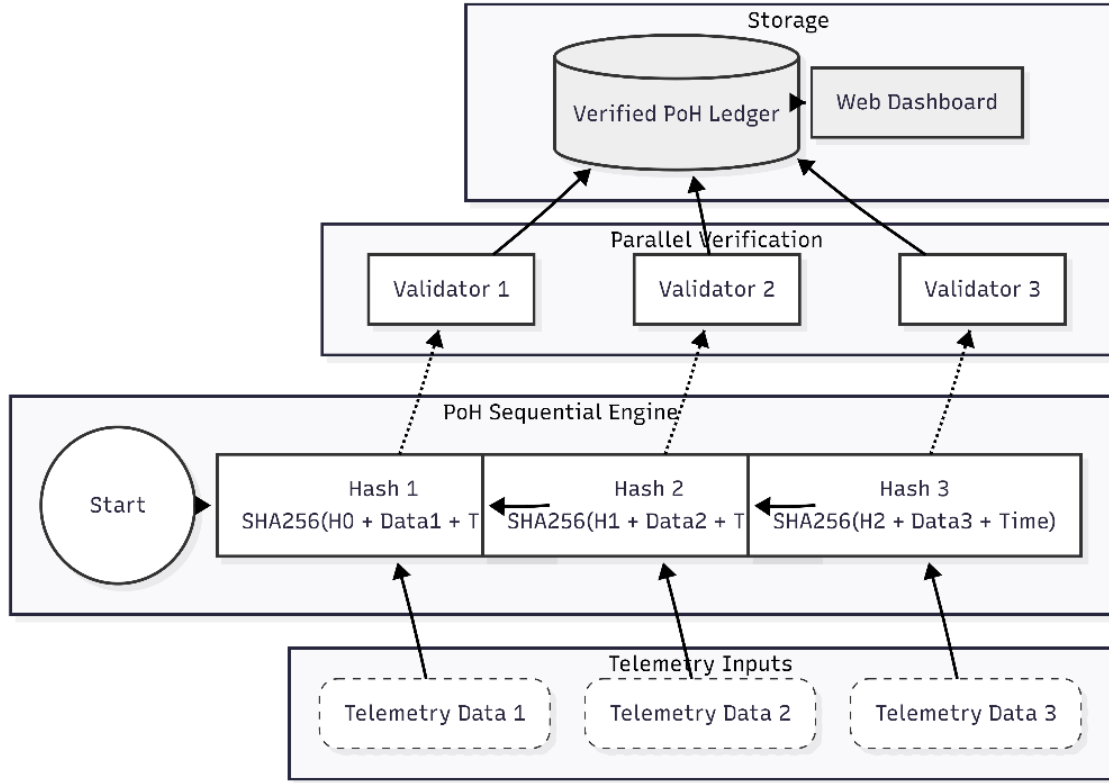 Storage
Verified PoH Ledger
Web Dashboard
Parallel Verification
Validator 1
Validator 2
Validator 3
PoH Sequential Engine
Start
Hash 1
SHA256(H0 + Data1 + T
Hash 2
SHA256(H1 + Data2 + T
Hash 3
SHA256(H2 + Data3 + Time)
Telemetry Inputs
Telemetry Data 1
Telemetry Data 2
Telemetry Data 3